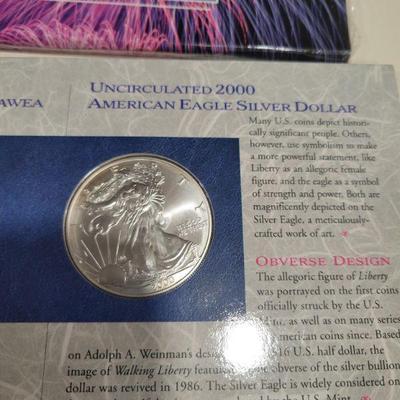 AWEA
UNCIRCULATED 2000
AMERICAN EAGLE SILVER DOLLAR
Many U.S. coins depict histori-
cally significant people. Others,
however, use symbolism to make
a more powerful statement, like
Liberty as an allegoric female
figure, and the eagle as a symbol
of strength and power. Both are
magnificently depicted on the
Silver Eagle, a meticulously-
crafted work of art.
2000
OBVERSE DESIGN
The allegoric figure of Liberty
was portrayed on the first coins
officially struck by the U.S.
as well as on many series
American coins since. Based
on Adolph A. Weinman's 16 U.S. half dollar, the
image of Walking Liberty obverse of the silver bullion
dollar was revived in 1986. The Silver Eagle is widely considered on
the U.S. Mint.